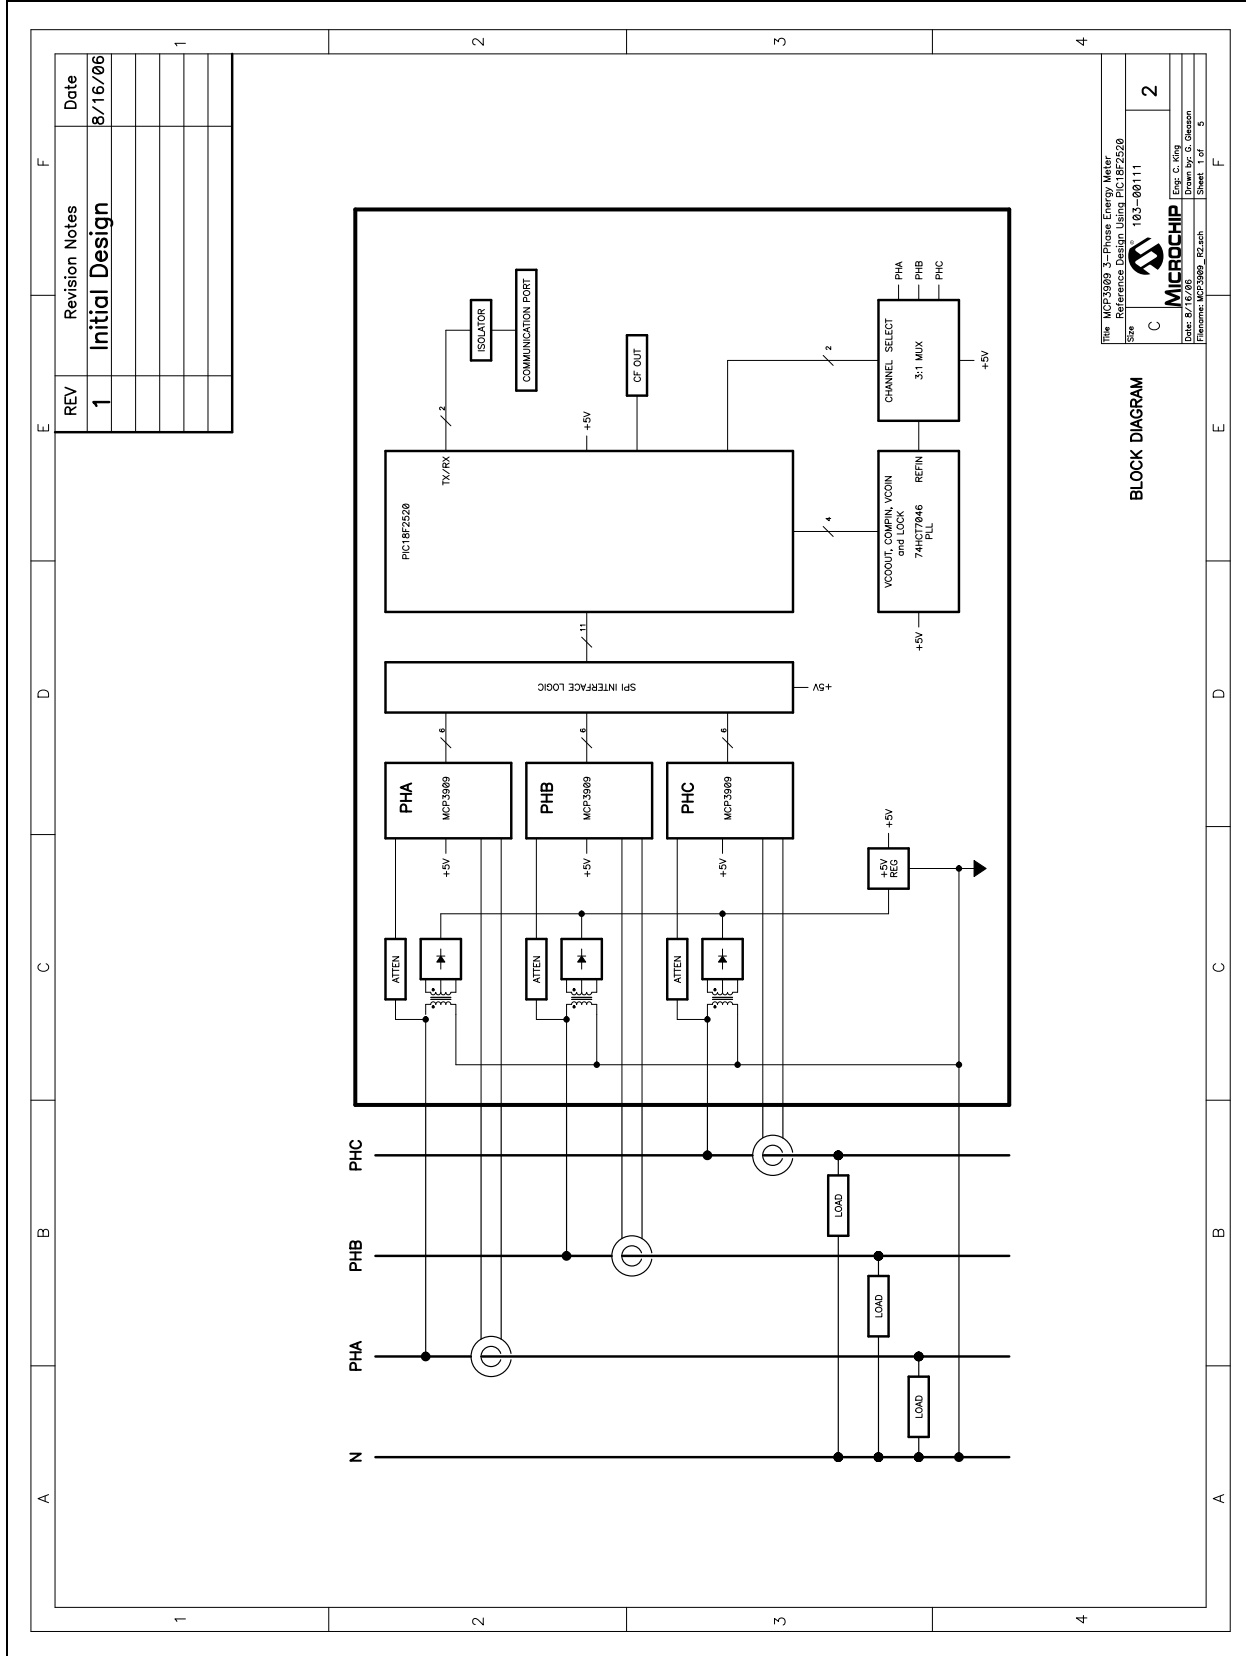 A
B
C
D
E
F
1
2
3
4
REV
Revision Notes
Date
1
Initial Design
8/16/06
N
PHA
PHB
PHC
LOAD
LOAD
LOAD
ATTEN
ATTEN
ATTEN
PHA
MCP3909
+5V
6
PHB
MCP3909
+5V
6
PHC
MCP3909
+5V
6
+5V
REG
+5V
SPI INTERFACE LOGIC
+5V
11
PIC18F2520
TX/RX
2
ISOLATOR
COMMUNICATION PORT
+5V
CF OUT
4
2
VCOOUT, COMPIN, VCOIN
and LOCK
74HCT7046
PLL
REFIN
+5V
CHANNEL SELECT
3:1 MUX
+5V
PHA
PHB
PHC
BLOCK DIAGRAM
Title MCP3909 3-Phase Energy Meter
Reference Design Using PIC18F2520
Size
C
103-00111
2
®
MICROCHIP
Eng: C. King
Date: 8/16/06
Drawn by: G. Gleason
Filename: MCP3909_R2.sch
Sheet 1 of 5
A
B
C
D
E
F
1
2
3
4